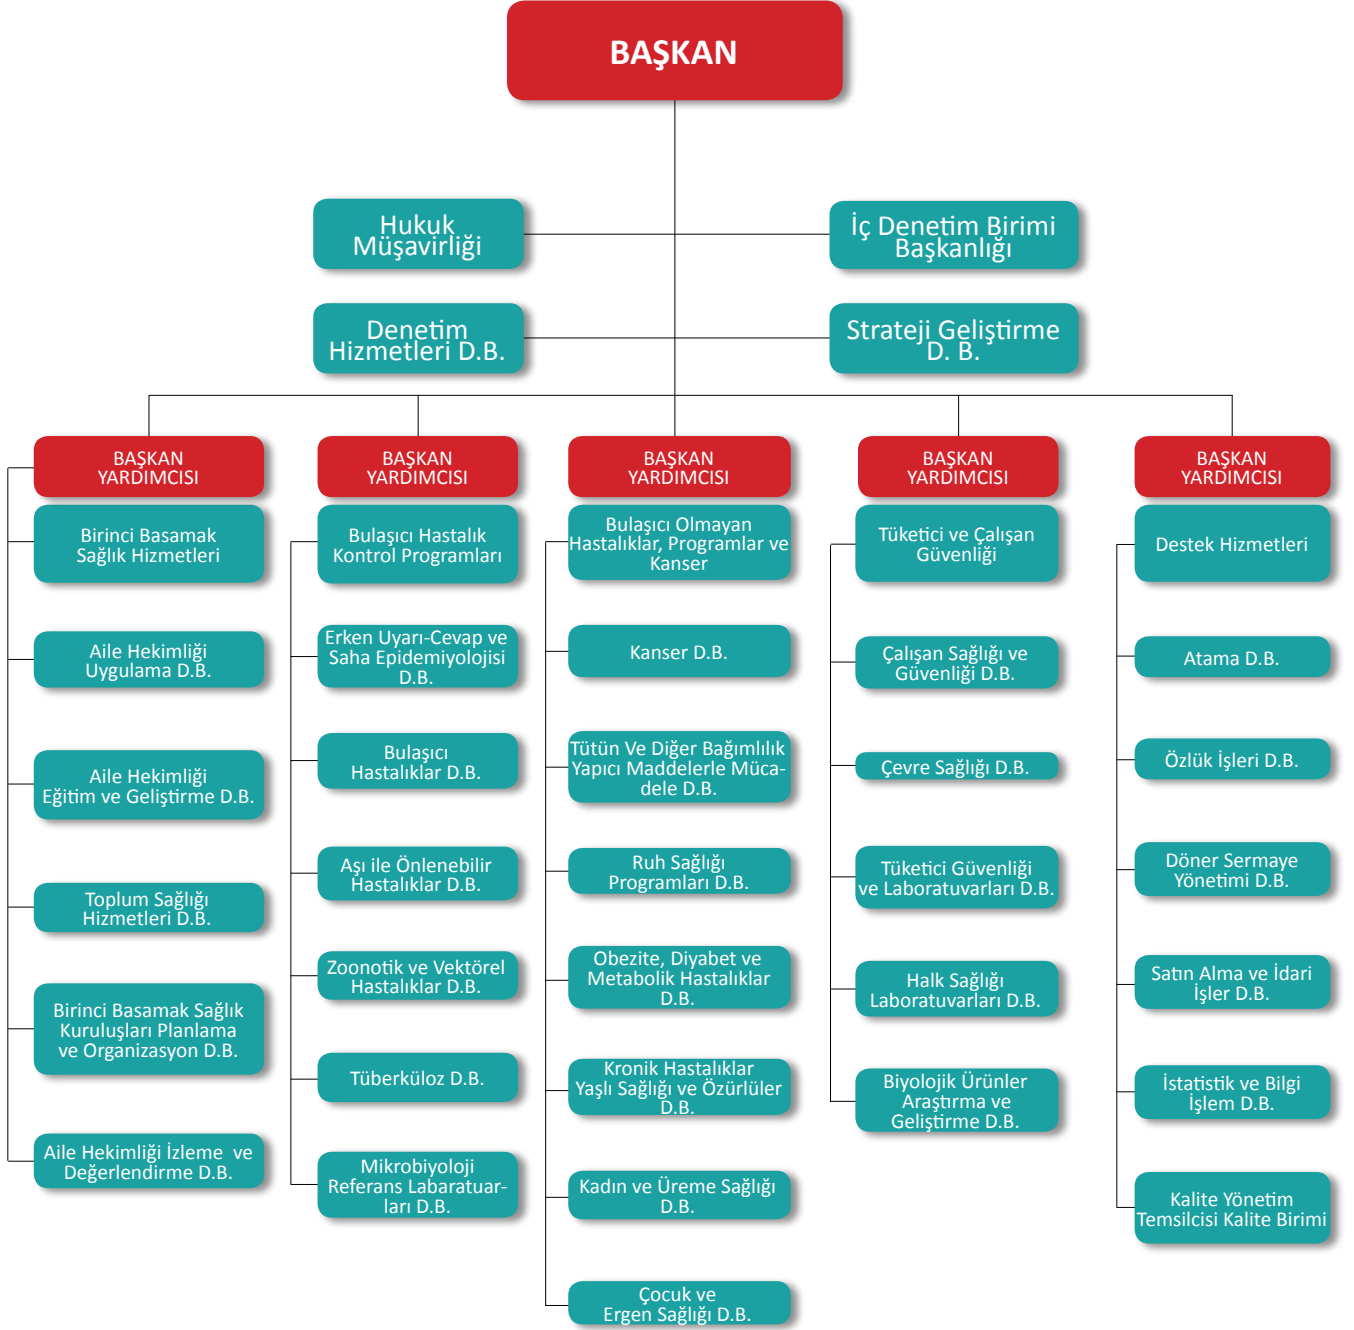 BAŞKAN
Hukuk
Müşavirliği
İç Denetim Birimi
Başkanlığı
Denetim
Hizmetleri D.B.
Strateji Geliştirme
D. B.
BAŞKAN
YARDIMCISI
Birinci Basamak
Sağlık Hizmetleri
Aile Hekimliği
Uygulama D.B.
Aile Hekimliği
Eğitim ve Geliştirme D.B.
Toplum Sağlığı
Hizmetleri D.B.
Birinci Basamak Sağlık
Kuruluşları Planlama
ve Organizasyon D.B.
Aile Hekimliği İzleme  ve
Değerlendirme D.B.
BAŞKAN
YARDIMCISI
Bulaşıcı Hastalık
Kontrol Programları
Erken Uyarı-Cevap ve
Saha Epidemiyolojisi
D.B.
Bulaşıcı
Hastalıklar D.B.
Aşı ile Önlenebilir
Hastalıklar D.B.
Zoonotik ve Vektörel
Hastalıklar D.B.
Tüberküloz D.B.
Mikrobiyoloji
Referans Labaratuar-
ları D.B.
BAŞKAN
YARDIMCISI
Bulaşıcı Olmayan
Hastalıklar, Programlar ve
Kanser
Kanser D.B.
Tütün Ve Diğer Bağımlılık
Yapıcı Maddelerle Müca-
dele D.B.
Ruh Sağlığı
Programları D.B.
Obezite, Diyabet ve
Metabolik Hastalıklar
D.B.
Kronik Hastalıklar
Yaşlı Sağlığı ve Özürlüler
D.B.
Kadın ve Üreme Sağlığı
D.B.
Çocuk ve
Ergen Sağlığı D.B.
BAŞKAN
YARDIMCISI
Tüketici ve Çalışan
Güvenliği
Çalışan Sağlığı ve
Güvenliği D.B.
Çevre Sağlığı D.B.
Tüketici Güvenliği
ve Laboratuvarları D.B.
Halk Sağlığı
Laboratuvarları D.B.
Biyolojik Ürünler
Araştırma ve
Geliştirme D.B.
BAŞKAN
YARDIMCISI
Destek Hizmetleri
Atama D.B.
Özlük İşleri D.B.
Döner Sermaye
Yönetimi D.B.
Satın Alma ve İdari
İşler D.B.
İstatistik ve Bilgi
İşlem D.B.
Kalite Yönetim
Temsilcisi Kalite Birimi